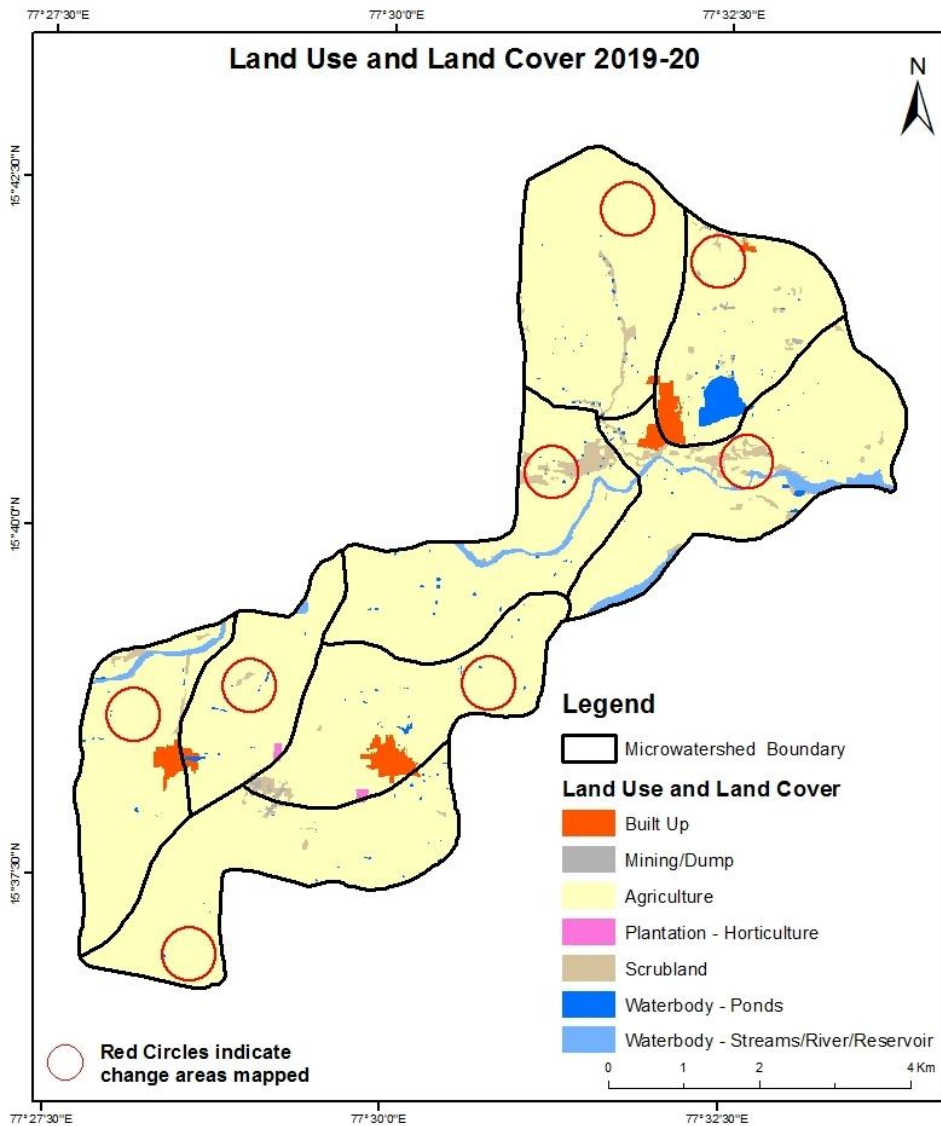 77°27'30"E
77°30'0"E
77°32'30"E
Land Use and Land Cover 2019-20
N
15°42'30"N
15°40'0"N
15°37'30"N
Legend
Microwatershed Boundary
Land Use and Land Cover
Built Up
Mining/Dump
Agriculture
Plantation - Horticulture
Scrubland
Waterbody - Ponds
Waterbody - Streams/River/Reservoir
0 1 2 4 Km
Red Circles indicate
change areas mapped
77°27'30"E
77°30'0"E
77°32'30"E